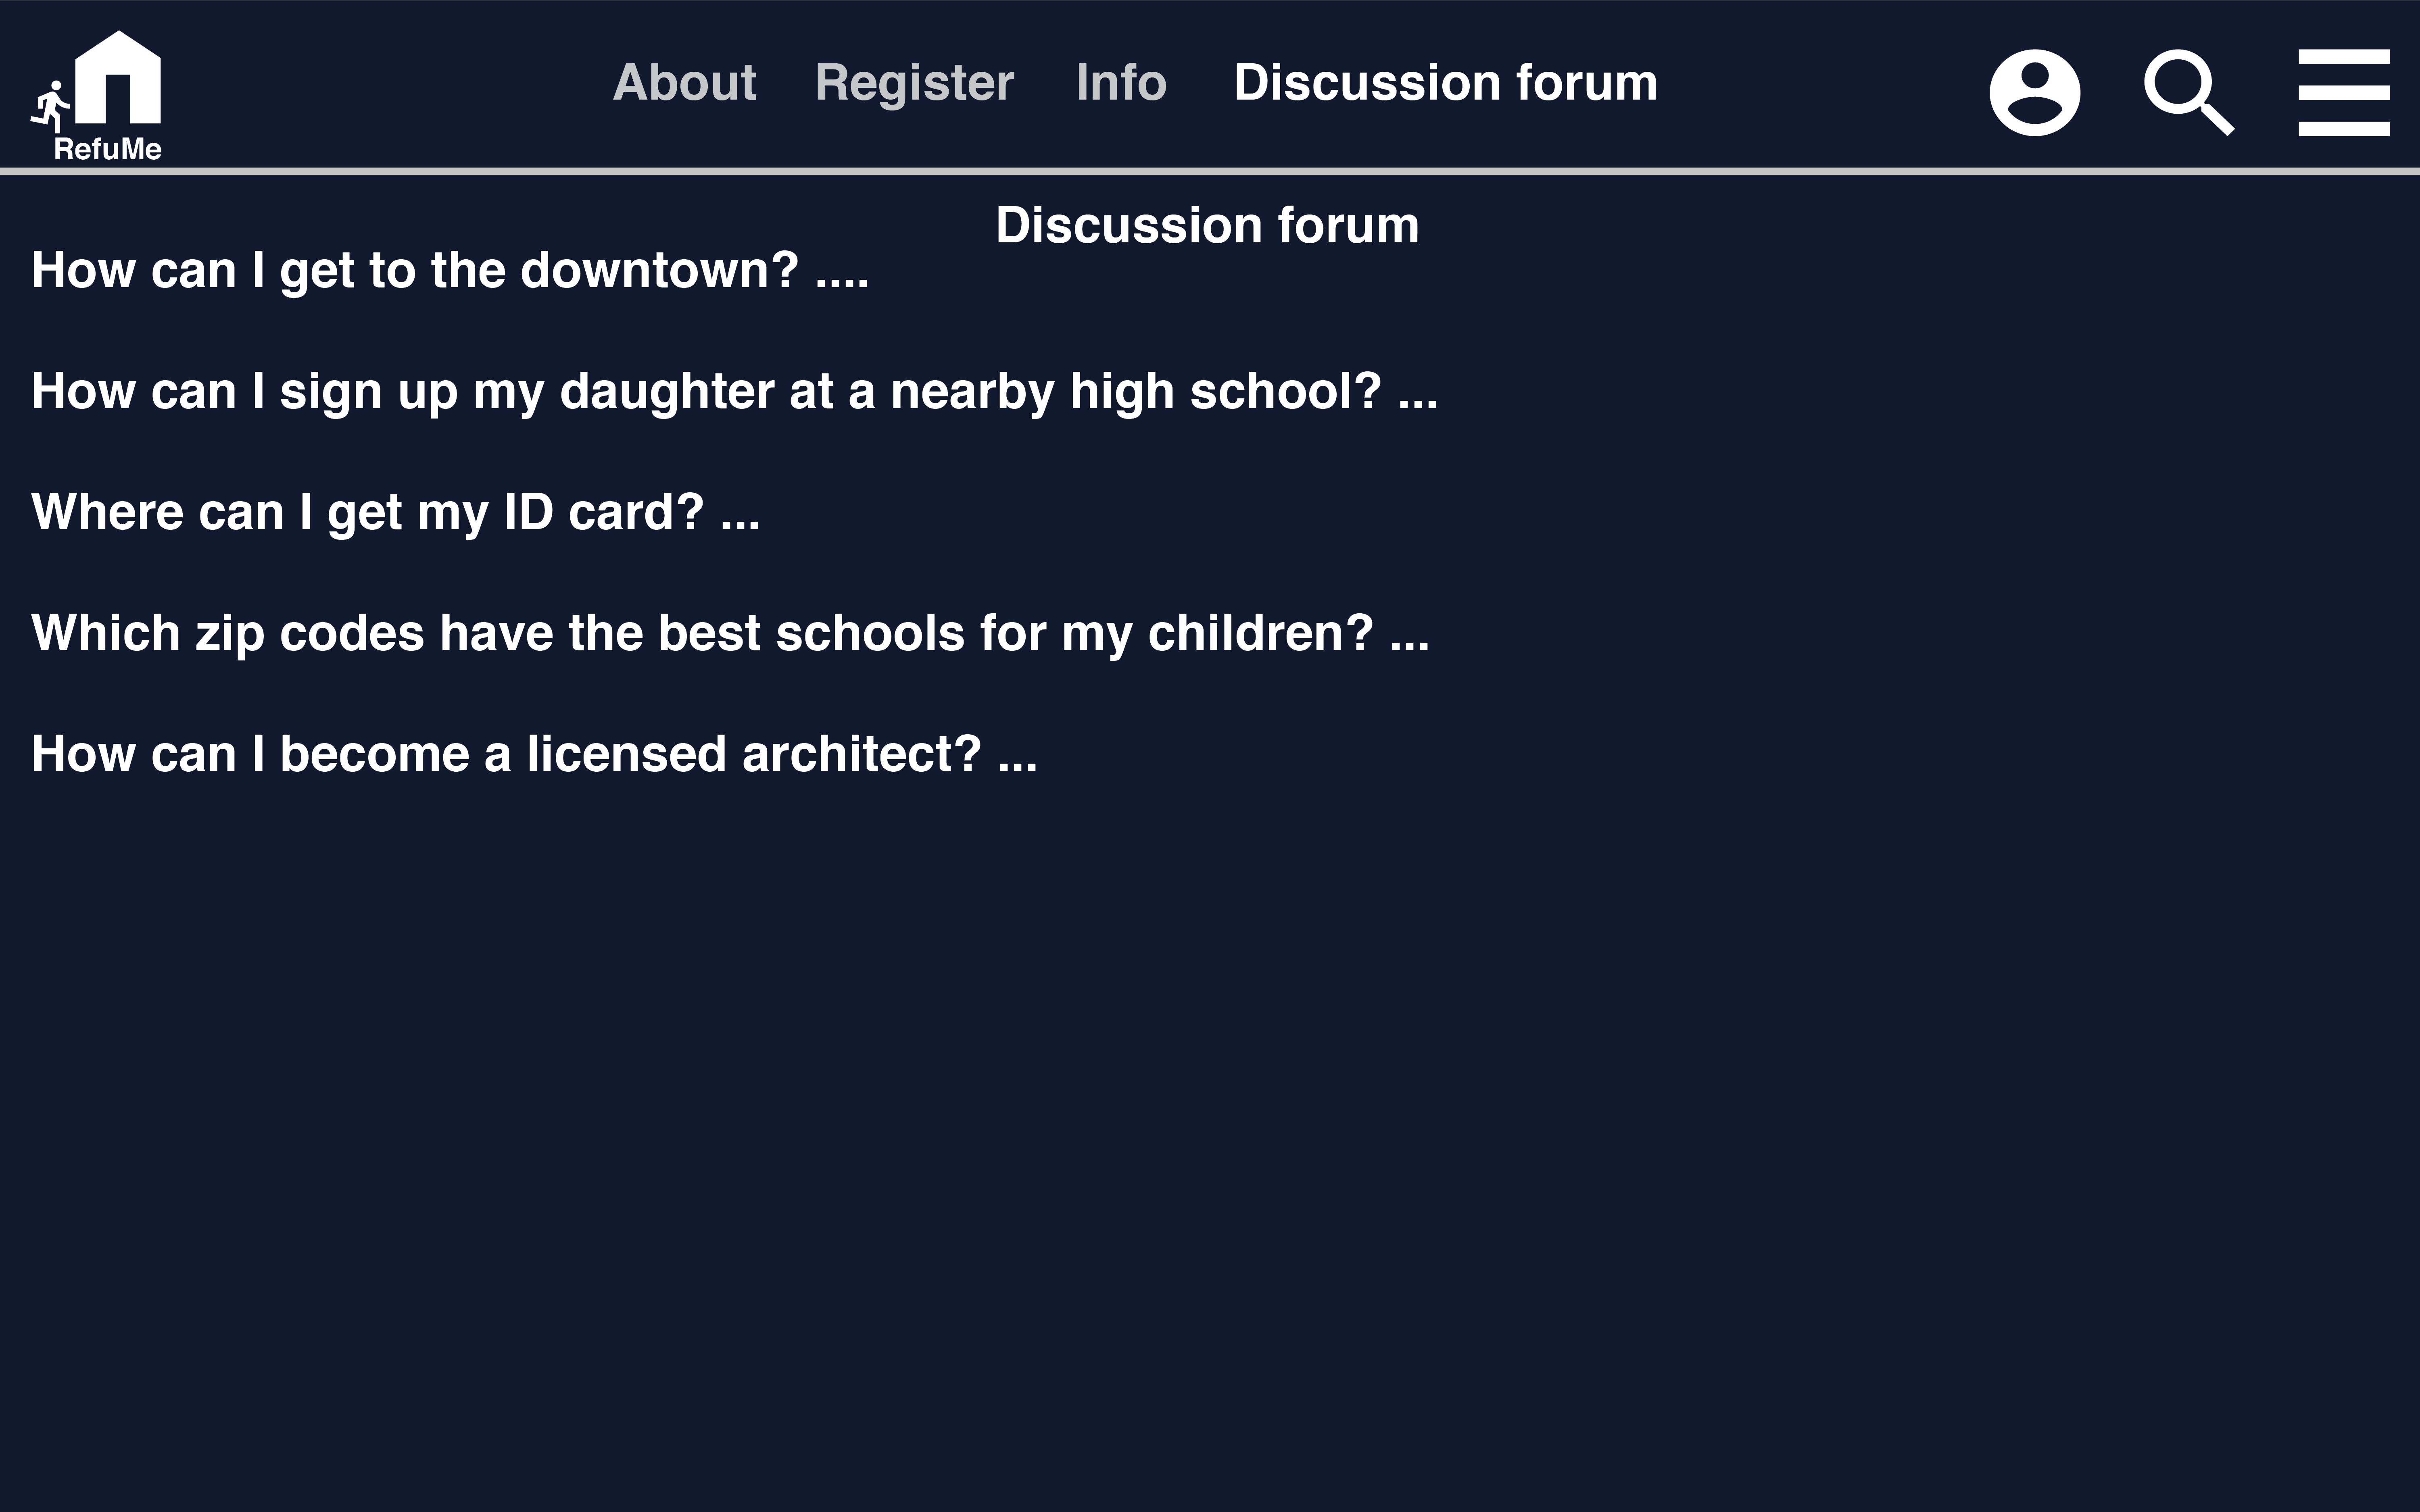 About Register Info Discussion forum
RefuMe
Discussion forum
How can I get to the downtown? ....
How can I sign up my daughter at a nearby high school? ...
Where can I get my ID card? ...
Which zip codes have the best schools for my children? ...
How can I become a licensed architect? ...